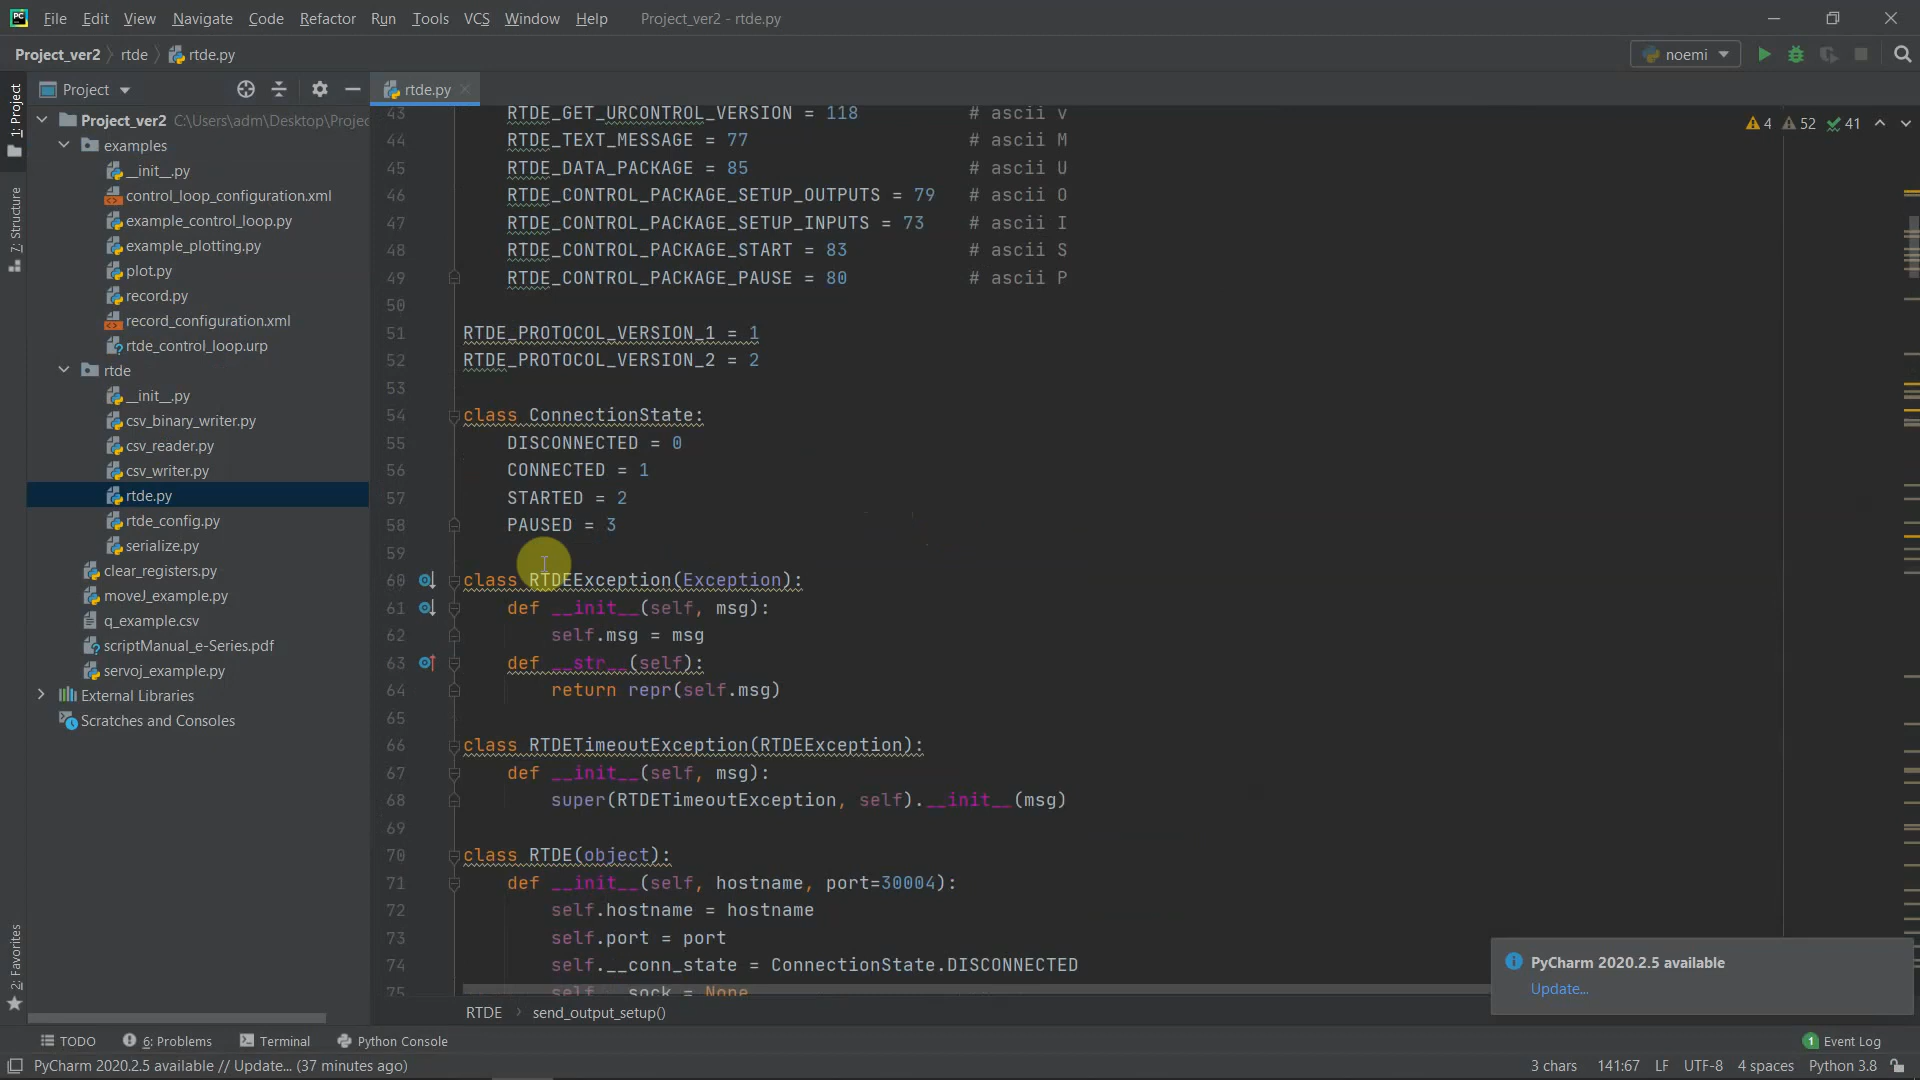 File Edit View Navigate Code Refactor Run Tools VCS Window Help Project_ver2 - rtde.py
Project_ver2 rtde rtde.py
noemi
1: Project
7: Structure
2: Favorites
Project
Project_ver2 C:\Users\adm\Desktop\Projec
examples
__init__.py
control_loop_configuration.xml
example_control_loop.py
example_plotting.py
plot.py
record.py
record_configuration.xml
rtde_control_loop.urp
rtde
__init__.py
csv_binary_writer.py
csv_reader.py
csv_writer.py
rtde.py
rtde_config.py
serialize.py
clear_registers.py
moveJ_example.py
q_example.csv
scriptManual_e-Series.pdf
servoj_example.py
External Libraries
Scratches and Consoles
rtde.py
4 52 41
43 RTDE_GET_URCONTROL_VERSION = 118 # ascii v
44 RTDE_TEXT_MESSAGE = 77 # ascii M
45 RTDE_DATA_PACKAGE = 85 # ascii U
46 RTDE_CONTROL_PACKAGE_SETUP_OUTPUTS = 79 # ascii O
47 RTDE_CONTROL_PACKAGE_SETUP_INPUTS = 73 # ascii I
48 RTDE_CONTROL_PACKAGE_START = 83 # ascii S
49 RTDE_CONTROL_PACKAGE_PAUSE = 80 # ascii P
50
51 RTDE_PROTOCOL_VERSION_1 = 1
52 RTDE_PROTOCOL_VERSION_2 = 2
53
54 class ConnectionState:
55 DISCONNECTED = 0
56 CONNECTED = 1
57 STARTED = 2
58 PAUSED = 3
59
60 class RTDEException(Exception):
61 def __init__(self, msg):
62 self.msg = msg
63 def __str__(self):
64 return repr(self.msg)
65
66 class RTDETimeoutException(RTDEException):
67 def __init__(self, msg):
68 super(RTDETimeoutException, self).__init__(msg)
69
70 class RTDE(object):
71 def __init__(self, hostname, port=30004):
72 self.hostname = hostname
73 self.port = port
74 self.__conn_state = ConnectionState.DISCONNECTED
75 self.__sock = None
RTDE send_output_setup()
PyCharm 2020.2.5 available
Update...
TODO 6: Problems Terminal Python Console 1 Event Log
PyCharm 2020.2.5 available // Update... (37 minutes ago) 3 chars 141:67 LF UTF-8 4 spaces Python 3.8